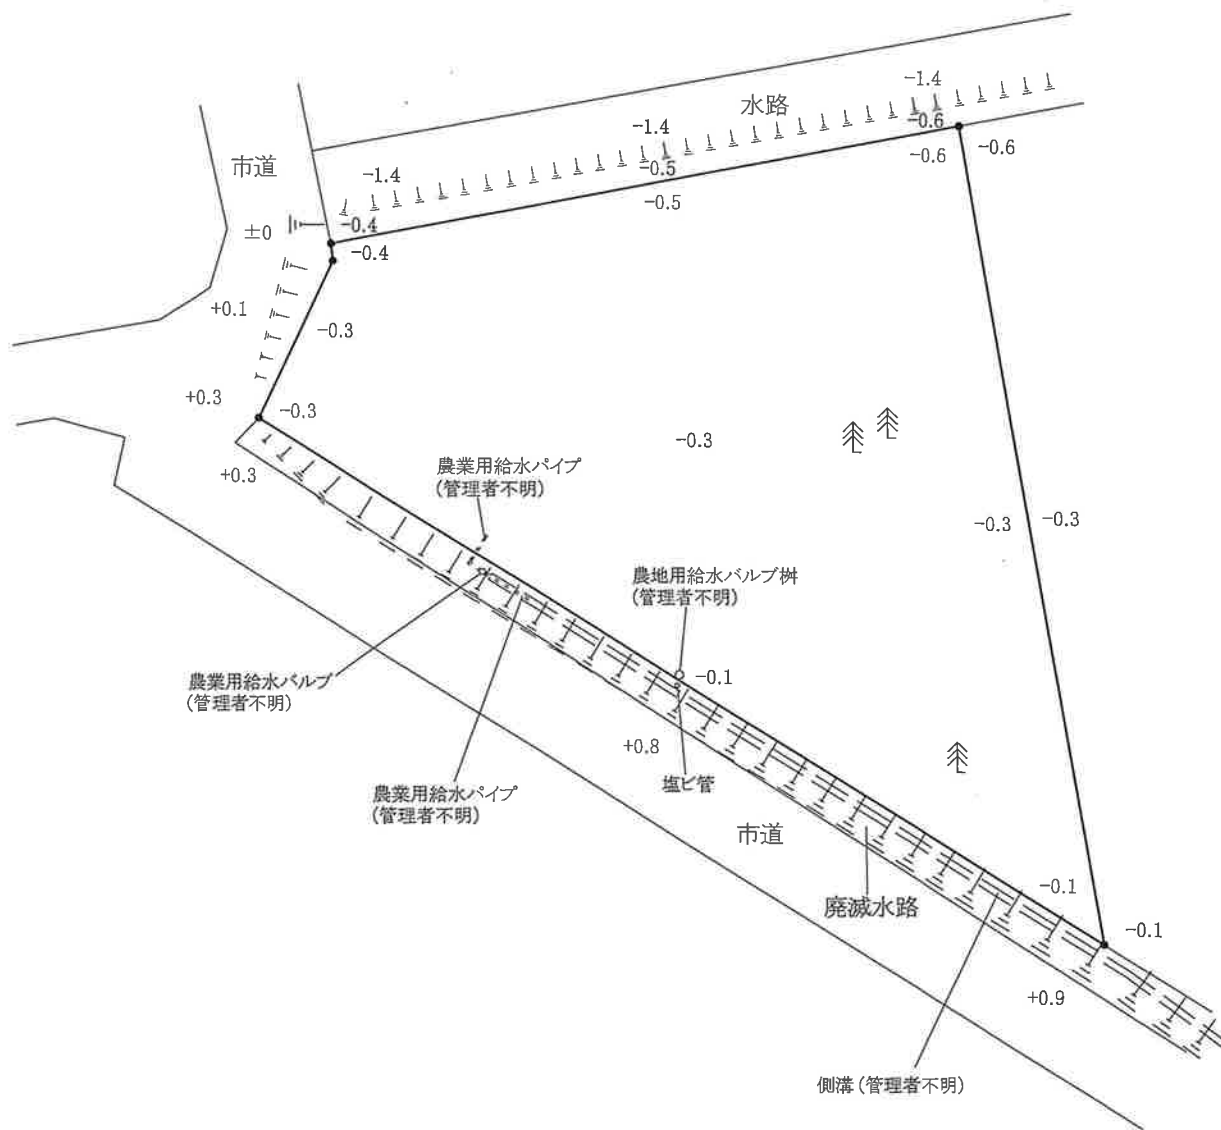 -1.4
水路
-0.6
-1.4
-0.6
-0.6
市道
-0.5
-1.4
-0.5
±0
-0.4
-0.4
+0.1
-0.3
+0.3
-0.3
-0.3
+0.3
農業用給水パイプ
(管理者不明)
-0.3
-0.3
農地用給水バルブ桝
(管理者不明)
-0.1
農業用給水バルブ
(管理者不明)
+0.8
塩ビ管
農業用給水パイプ
(管理者不明)
市道
-0.1
廃滅水路
-0.1
+0.9
側溝(管理者不明)